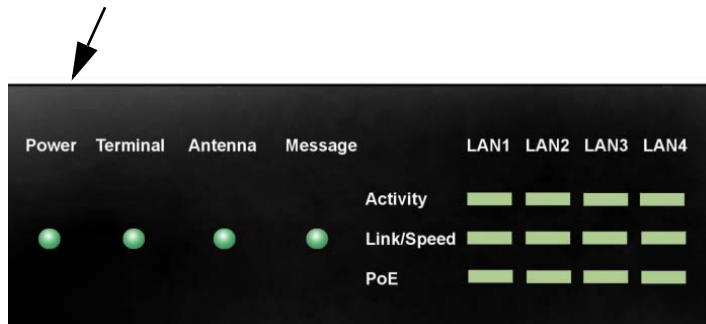 Power Terminal Antenna Message LAN1 LAN2 LAN3 LAN4
Activity
Link/Speed
PoE